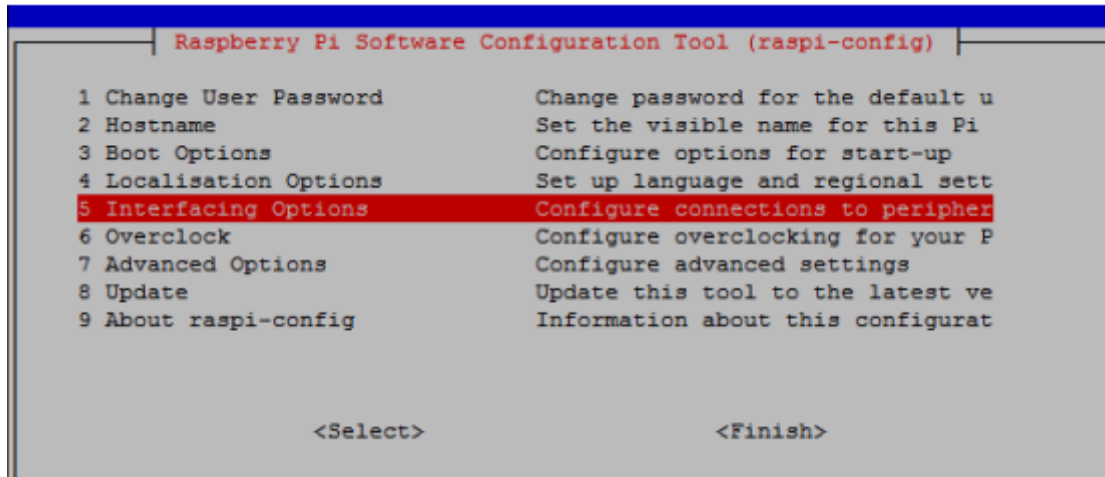 Raspberry Pi Software Configuration Tool (raspi-config)
1 Change User Password Change password for the default u
2 Hostname Set the visible name for this Pi
3 Boot Options Configure options for start-up
4 Localisation Options Set up language and regional sett
5 Interfacing Options Configure connections to peripher
6 Overclock Configure overclocking for your P
7 Advanced Options Configure advanced settings
8 Update Update this tool to the latest ve
9 About raspi-config Information about this configurat
<Select> <Finish>